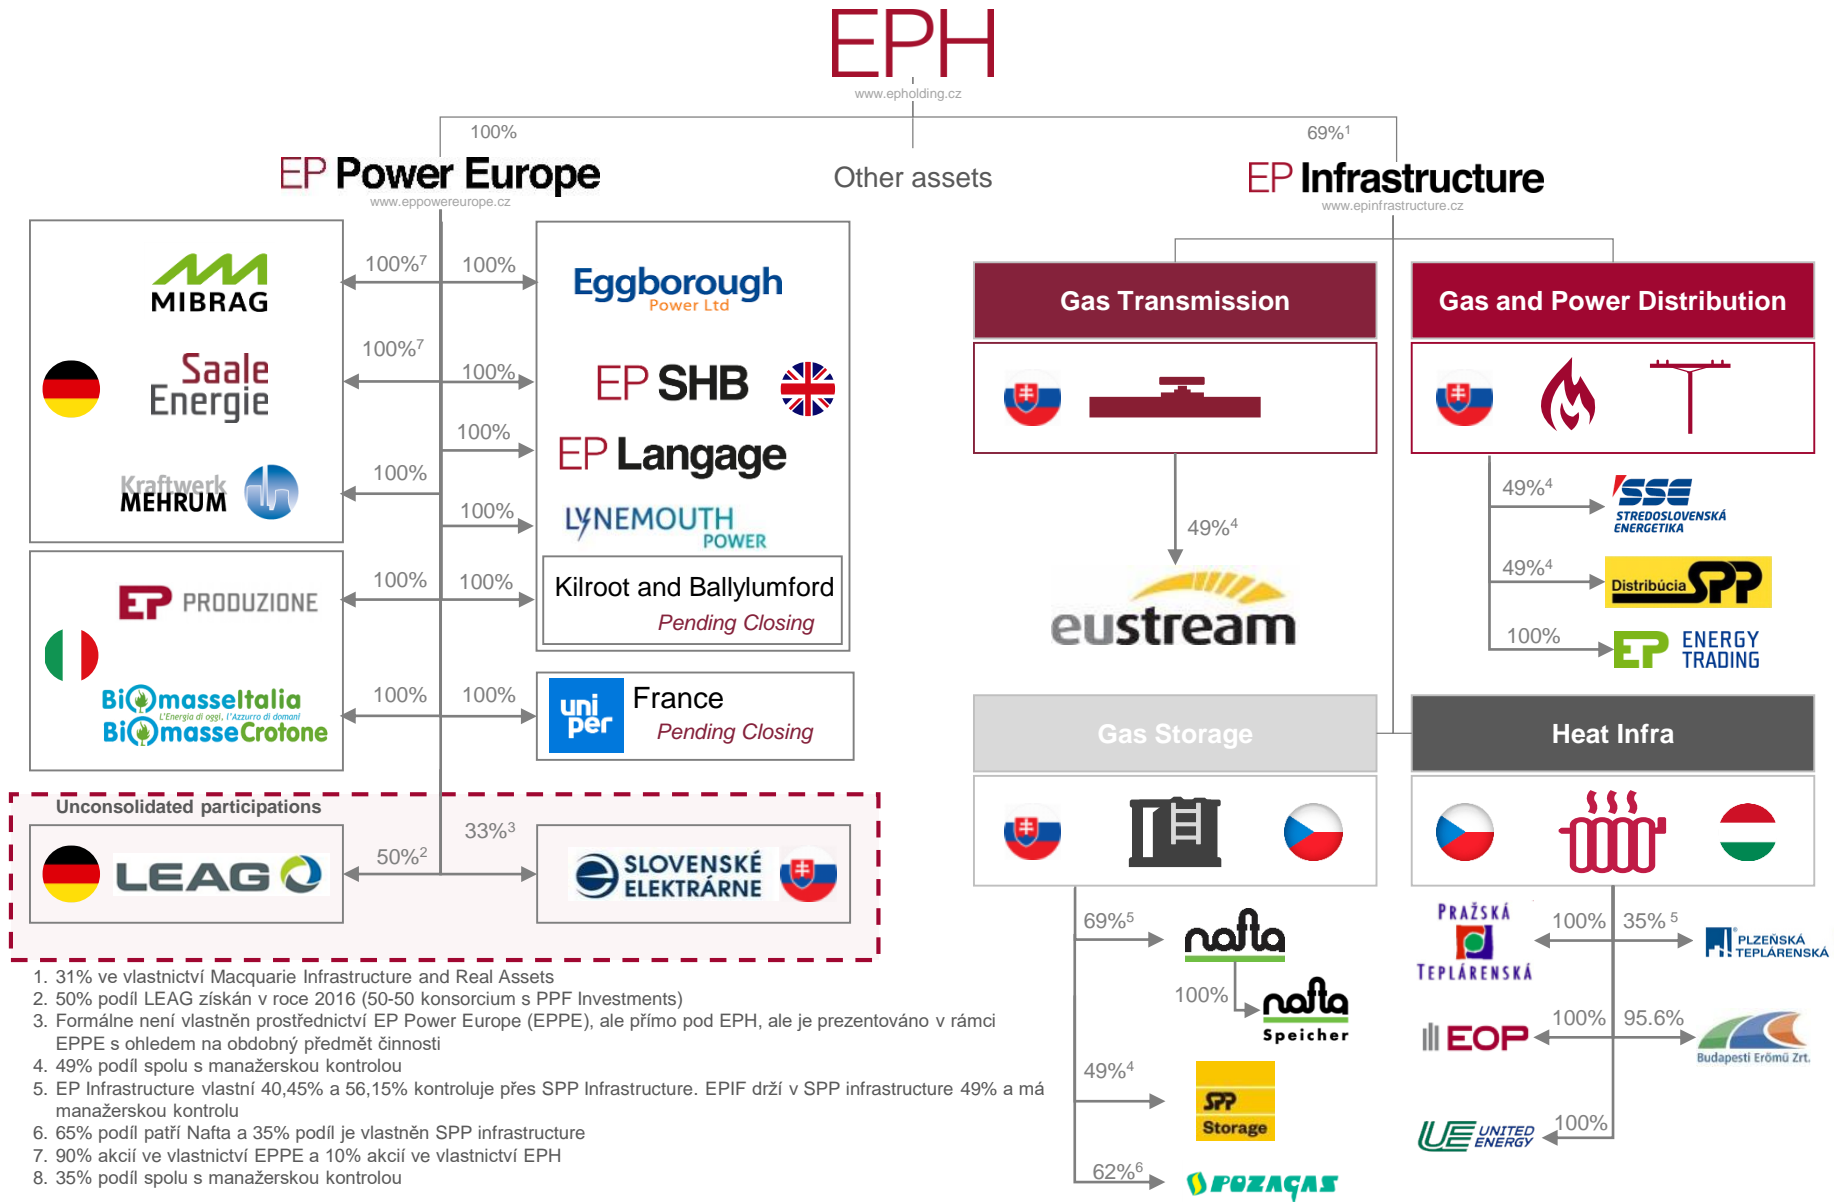 EPH
www.epholding.cz
100%
69%1
EP Power Europe
www.eppowereurope.cz
Other assets
EP Infrastructure
www.epinfrastructure.cz
MIBRAG
100%7
100%
Eggborough
Power Ltd
Saale
Energie
100%7
100%
EP SHB
100%
EP Langage
Kraftwerk
MEHRUM
100%
100%
LYNEMOUTH
POWER
EP PRODUZIONE
100%
100%
Kilroot and Ballylumford
Pending Closing
BiOmasseItalia
L'Energia di oggi, l'Azzurro di domani
BiOmasseCrotone
100%
100%
uni
per
France
Pending Closing
Unconsolidated participations
LEAG
50%2
33%3
SLOVENSKÉ
ELEKTRÁRNE
Gas Transmission
49%4
eustream
Gas and Power Distribution
49%4
SSE
STREDOSLOVENSKÁ
ENERGETIKA
49%4
Distribúcia SPP
100%
EP ENERGY
TRADING
Gas Storage
69%5
nafta
100%
nafta
Speicher
49%4
SPP
Storage
62%6
POZAGAS
Heat Infra
PRAŽSKÁ
TEPLÁRENSKÁ
100%
35% 5
PLZEŇSKÁ
TEPLÁRENSKÁ
EOP
100%
95.6%
Budapesti Erőmű Zrt.
UE UNITED
ENERGY
100%
1. 31% ve vlastnictví Macquarie Infrastructure and Real Assets
2. 50% podíl LEAG získán v roce 2016 (50-50 konsorcium s PPF Investments)
3. Formálne není vlastněn prostřednictví EP Power Europe (EPPE), ale přímo pod EPH, ale je prezentováno v rámci
EPPE s ohledem na obdobný předmět činnosti
4. 49% podíl spolu s manažerskou kontrolou
5. EP Infrastructure vlastní 40,45% a 56,15% kontroluje přes SPP Infrastructure. EPIF drží v SPP infrastructure 49% a má
manažerskou kontrolu
6. 65% podíl patří Nafta a 35% podíl je vlastněn SPP infrastructure
7. 90% akcií ve vlastnictví EPPE a 10% akcií ve vlastnictví EPH
8. 35% podíl spolu s manažerskou kontrolou